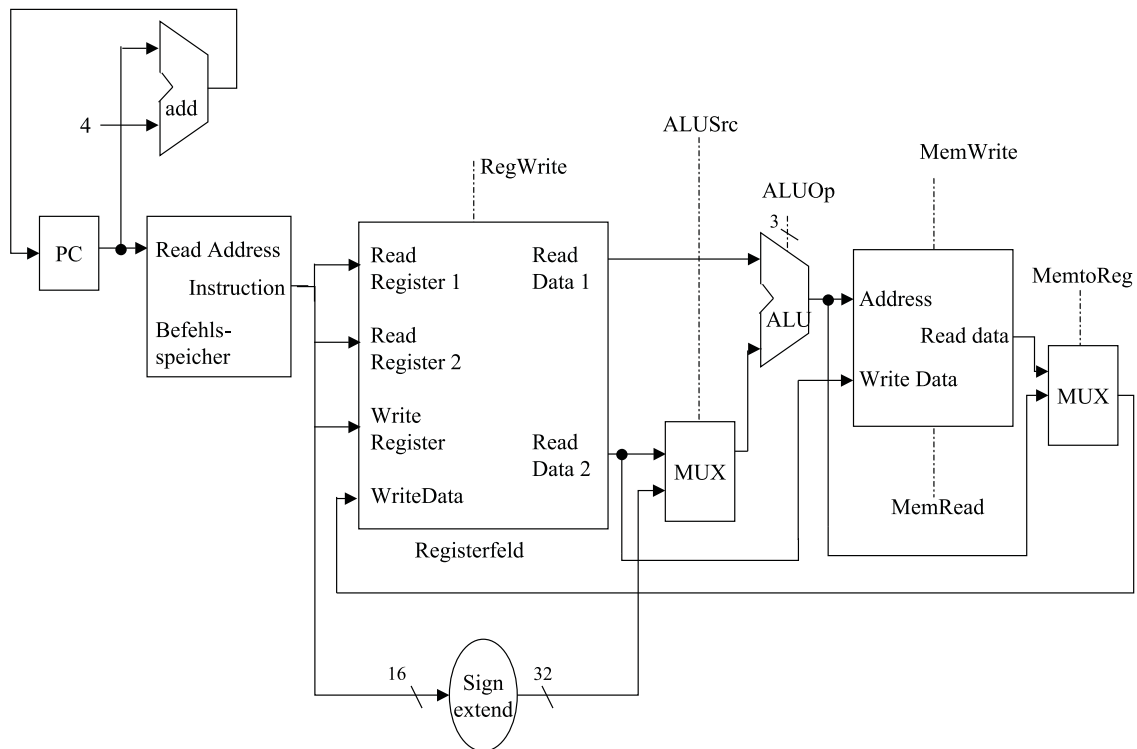 add
4
ALUSrc
RegWrite
MemWrite
ALUOp
3
PC
Read Address
Instruction
Befehls-
speicher
Read
Register 1
Read
Data 1
Read
Register 2
Write
Register
Read
Data 2
WriteData
Registerfeld
MUX
ALU
Address
Read data
Write Data
MemRead
MemtoReg
MUX
16
Sign
extend
32